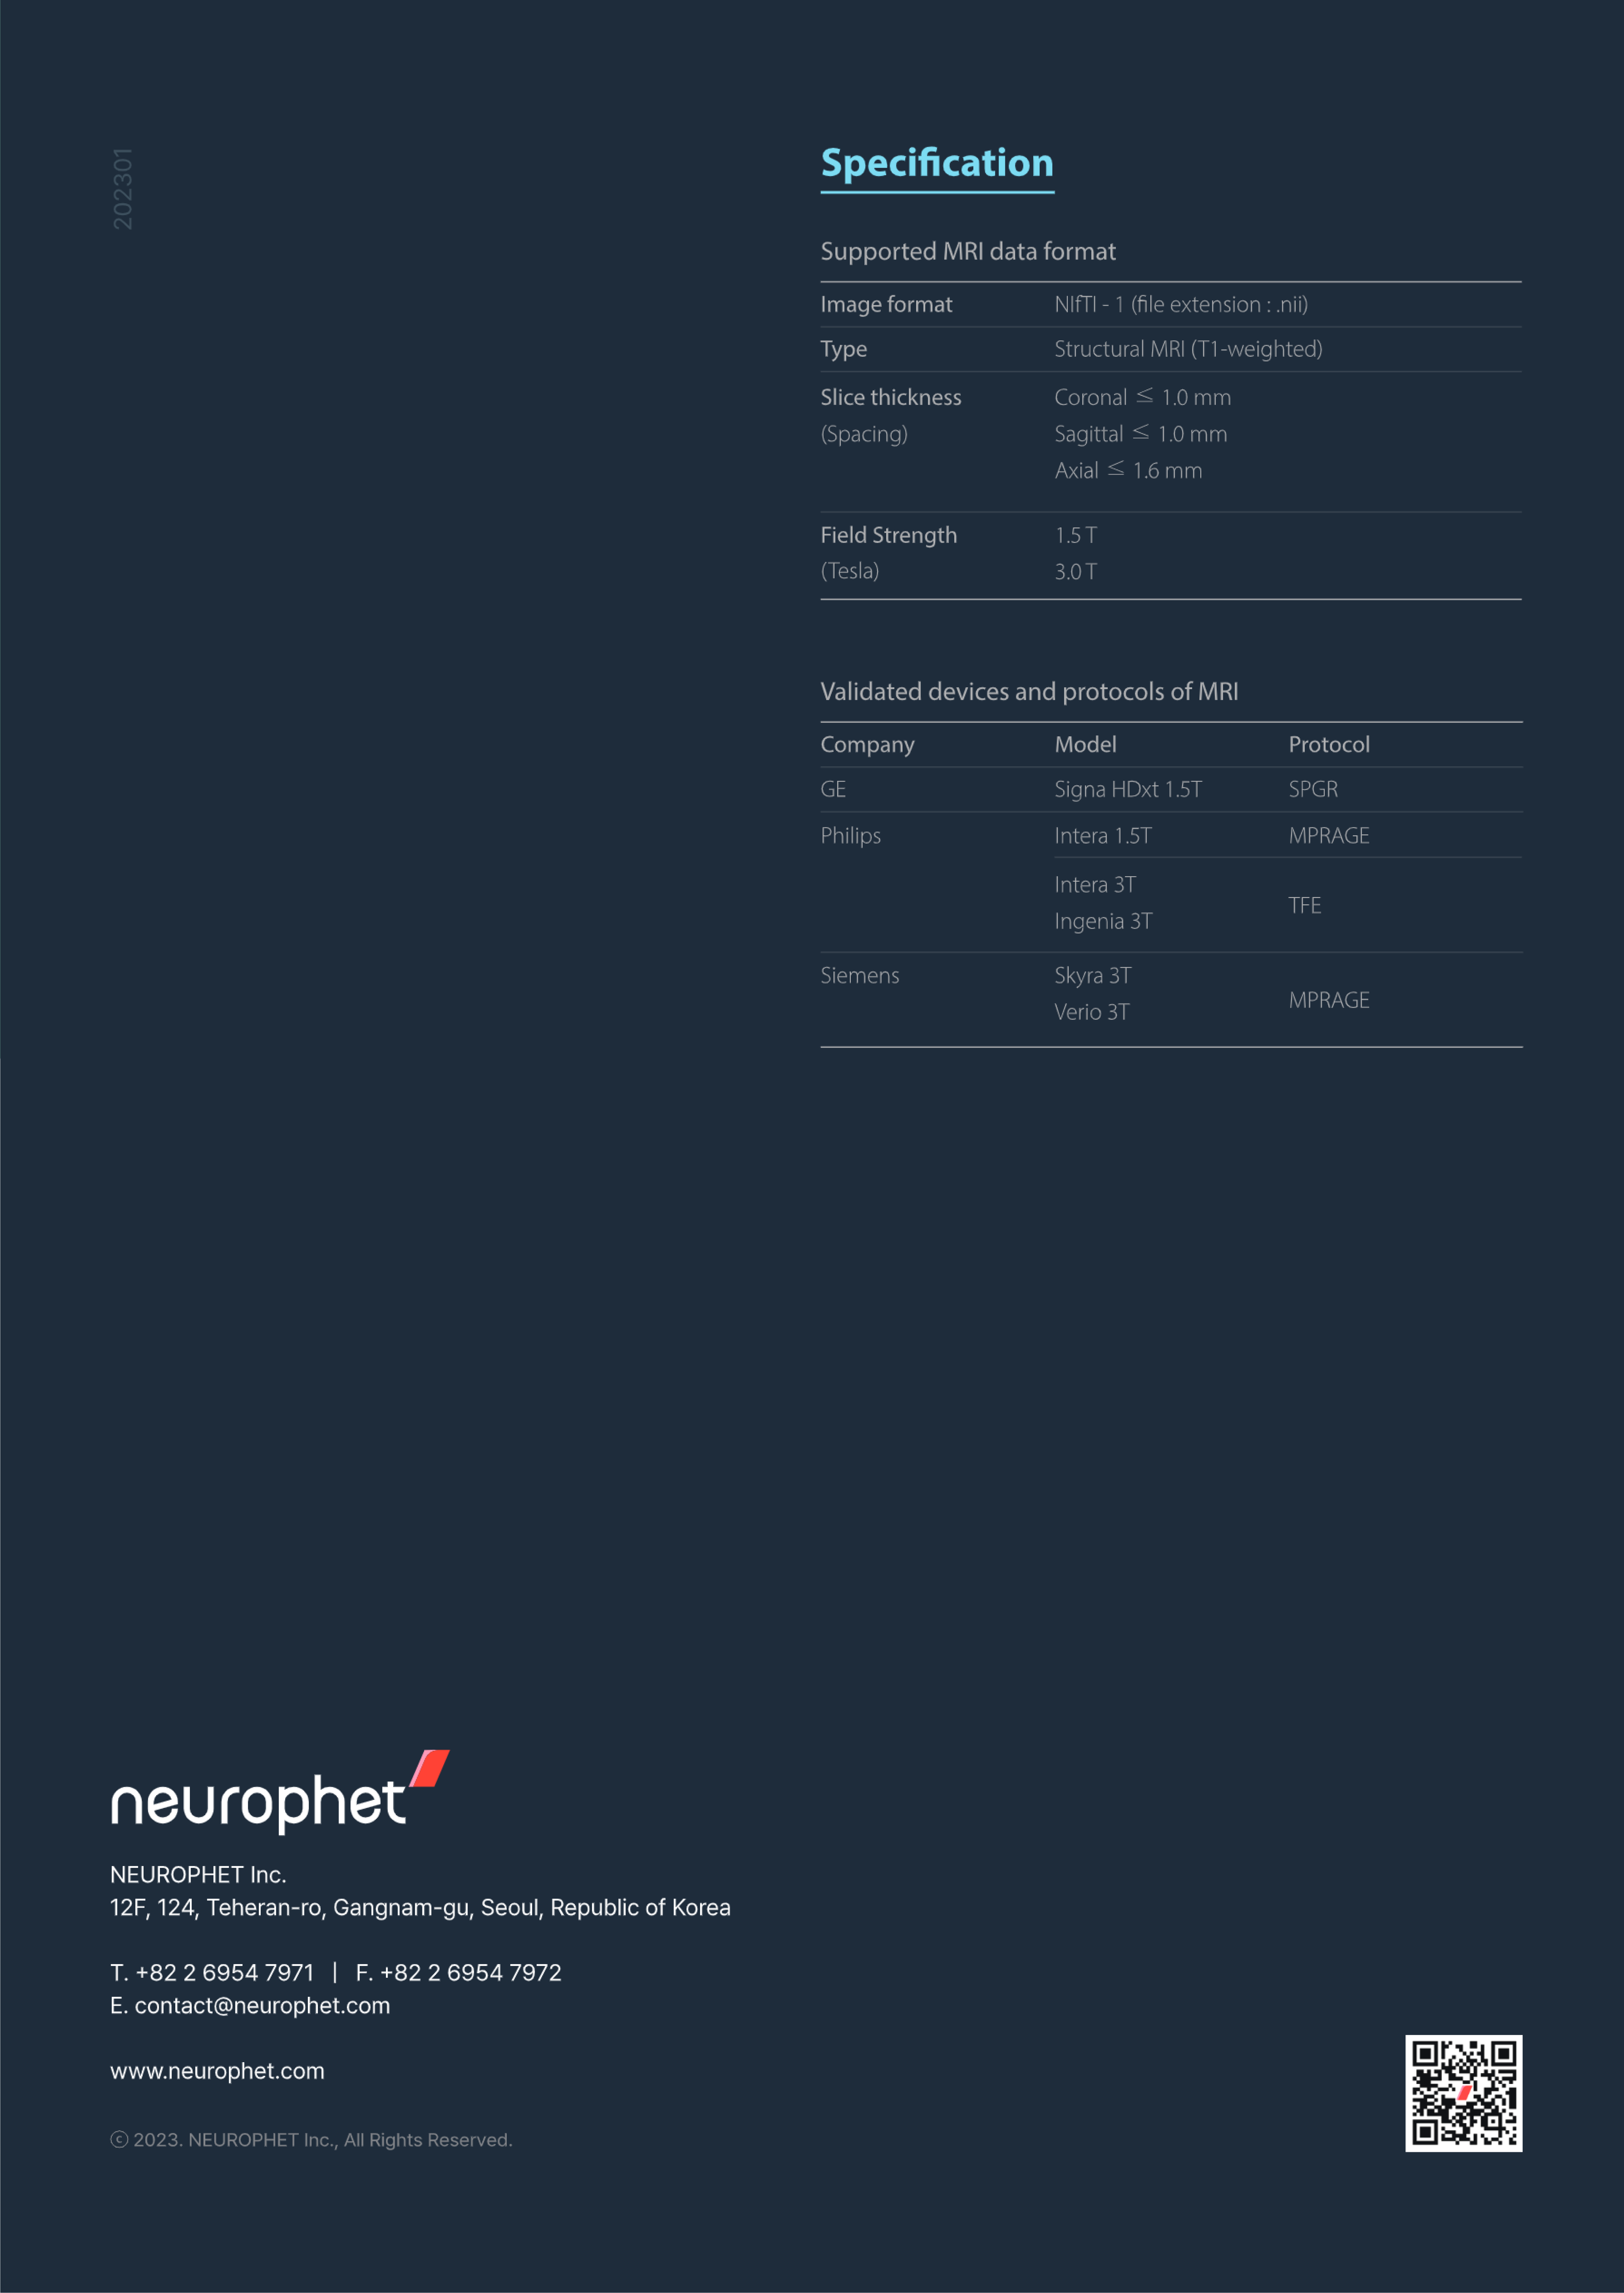 202301
Specification
Supported MRI data format
Image format NIfTI - 1 (file extension : .nii)
Type Structural MRI (T1-weighted)
Slice thickness Coronal ≤ 1.0 mm
(Spacing) Sagittal ≤ 1.0 mm
Axial ≤ 1.6 mm
Field Strength 1.5 T
(Tesla) 3.0 T
Validated devices and protocols of MRI
Company Model Protocol
GE Signa HDxt 1.5T SPGR
Philips Intera 1.5T MPRAGE
Intera 3T
TFE
Ingenia 3T
Siemens Skyra 3T
MPRAGE
Verio 3T
neurophet
NEUROPHET Inc.
12F, 124, Teheran-ro, Gangnam-gu, Seoul, Republic of Korea
T. +82 2 6954 7971 | F. +82 2 6954 7972
E. contact@neurophet.com
www.neurophet.com
ⓒ 2023. NEUROPHET Inc., All Rights Reserved.